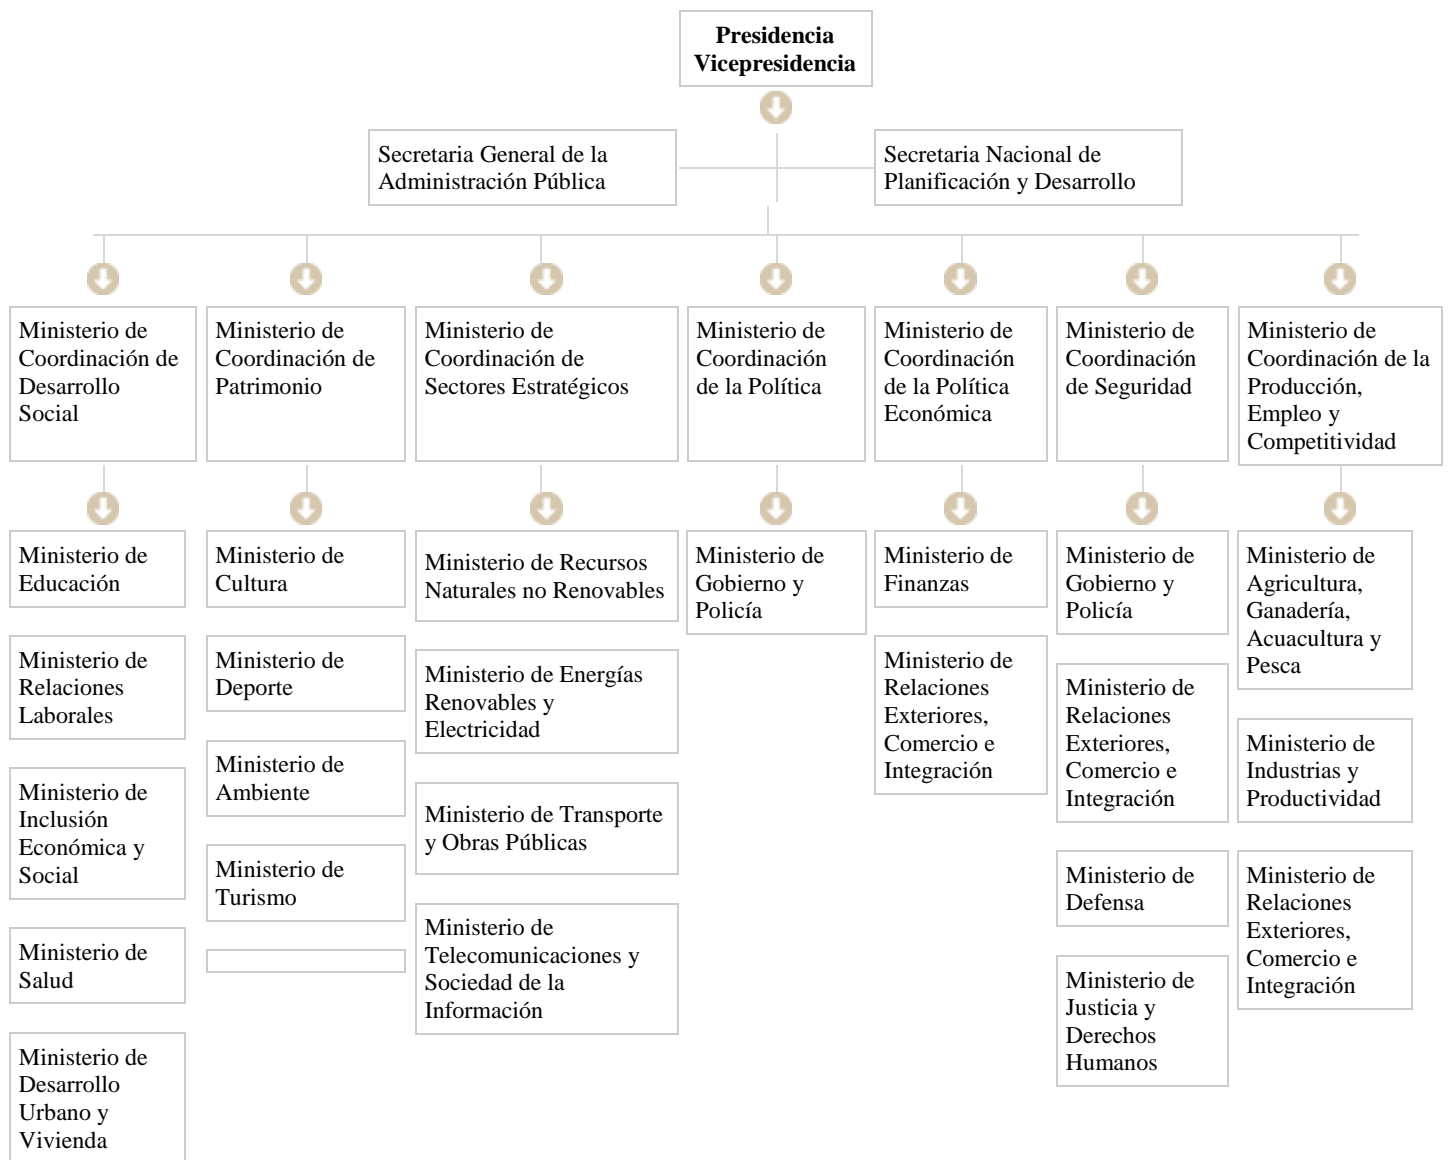 Presidencia
Vicepresidencia
Secretaria General de la
Administración Pública
Secretaria Nacional de
Planificación y Desarrollo
Ministerio de
Coordinación de
Desarrollo
Social
Ministerio de
Coordinación de
Patrimonio
Ministerio de
Coordinación de
Sectores Estratégicos
Ministerio de
Coordinación
de la Política
Ministerio de
Coordinación
de la Política
Económica
Ministerio de
Coordinación
de Seguridad
Ministerio de
Coordinación de la
Producción,
Empleo y
Competitividad
Ministerio de
Educación
Ministerio de
Relaciones
Laborales
Ministerio de
Inclusión
Económica y
Social
Ministerio de
Salud
Ministerio de
Desarrollo
Urbano y
Vivienda
Ministerio de
Cultura
Ministerio de
Deporte
Ministerio de
Ambiente
Ministerio de
Turismo
Ministerio de Recursos
Naturales no Renovables
Ministerio de Energías
Renovables y
Electricidad
Ministerio de Transporte
y Obras Públicas
Ministerio de
Telecomunicaciones y
Sociedad de la
Información
Ministerio de
Gobierno y
Policía
Ministerio de
Finanzas
Ministerio de
Relaciones
Exteriores,
Comercio e
Integración
Ministerio de
Gobierno y
Policía
Ministerio de
Relaciones
Exteriores,
Comercio e
Integración
Ministerio de
Defensa
Ministerio de
Justicia y
Derechos
Humanos
Ministerio de
Agricultura,
Ganadería,
Acuacultura y
Pesca
Ministerio de
Industrias y
Productividad
Ministerio de
Relaciones
Exteriores,
Comercio e
Integración